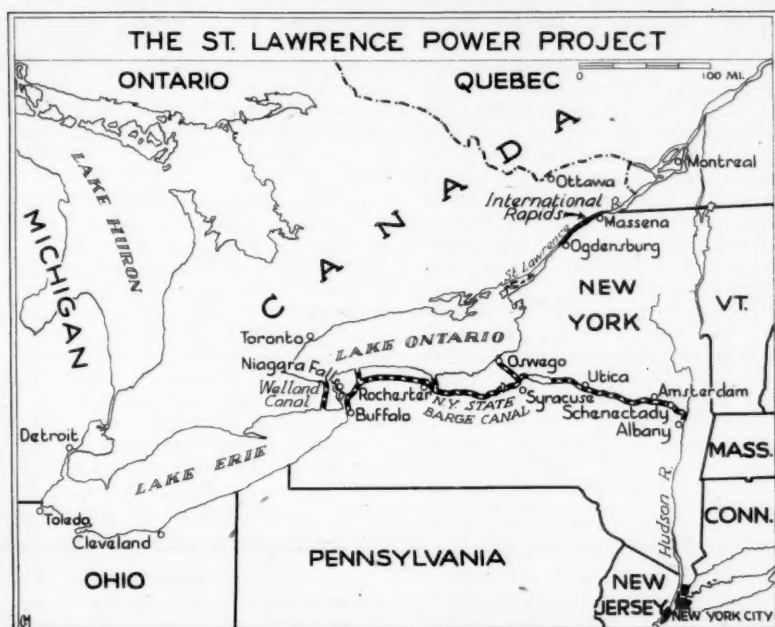 THE ST. LAWRENCE POWER PROJECT
ONTARIO
QUEBEC
0 100 MI.
CANADA
LAKE HURON
MICHIGAN
Ottawa
Montreal
International
Rapids
St. Lawrence R.
Massena
Ogdensburg
NEW
YORK
VT.
Toronto
LAKE ONTARIO
Niagara Falls
Welland
Canal
Oswego
Rochester
N.Y. STATE
BARGE CANAL
Syracuse
Utica
Amsterdam
Schenectady
Albany
Buffalo
Detroit
LAKE ERIE
MASS.
Hudson R.
Toledo
Cleveland
CONN.
OHIO
PENNSYLVANIA
NEW
JERSEY
NEW YORK CITY